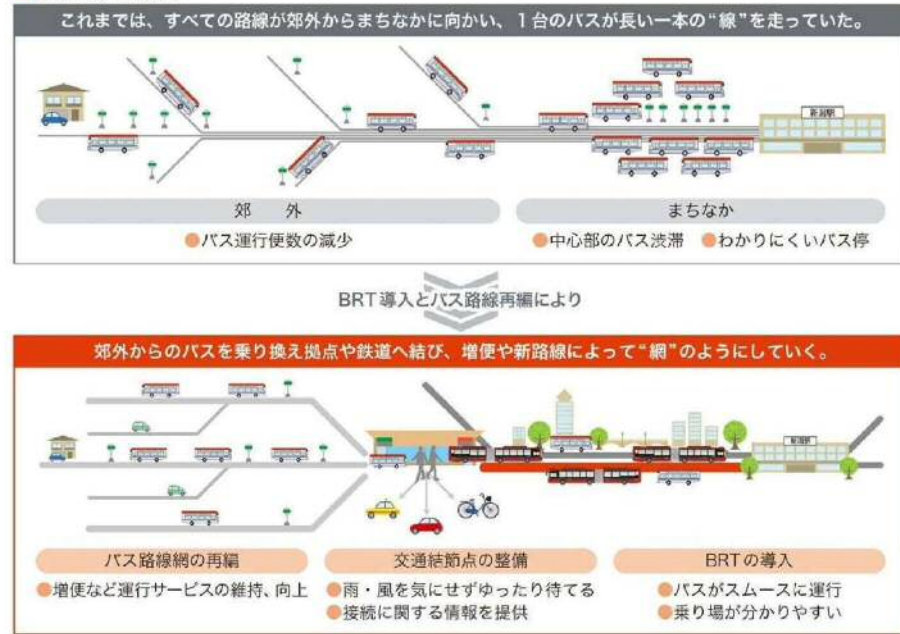 これまでは、すべての路線が郊外からまちなかに向かい、1台のバスが長い一本の“線”を走っていた。
新潟駅
郊　外
まちなか
●バス運行便数の減少
●中心部のバス渋滞　●わかりにくいバス停
BRT導入とバス路線再編により
郊外からのバスを乗り換え拠点や鉄道へ結び、増便や新路線によって“網”のようにしていく。
新潟駅
バス路線網の再編
●増便など運行サービスの維持、向上
交通結節点の整備
●雨・風を気にせずゆったり待てる
●接続に関する情報を提供
BRTの導入
●バスがスムースに運行
●乗り場が分かりやすい